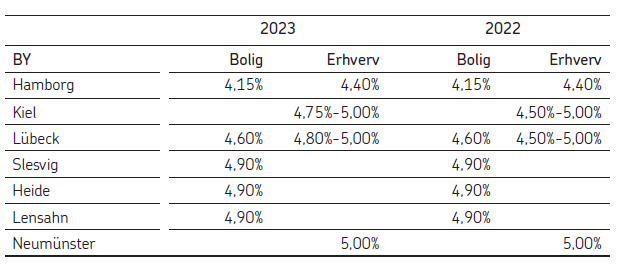 2023 2022
BY Bolig Erhverv Bolig Erhverv
Hamborg 4,15% 4,40% 4,15% 4,40%
Kiel 4,75%-5,00% 4,50%-5,00%
Lübeck 4,60% 4,80%-5,00% 4,60% 4,50%-5,00%
Slesvig 4,90% 4,90%
Heide 4,90% 4,90%
Lensahn 4,90% 4,90%
Neumünster 5,00% 5,00%